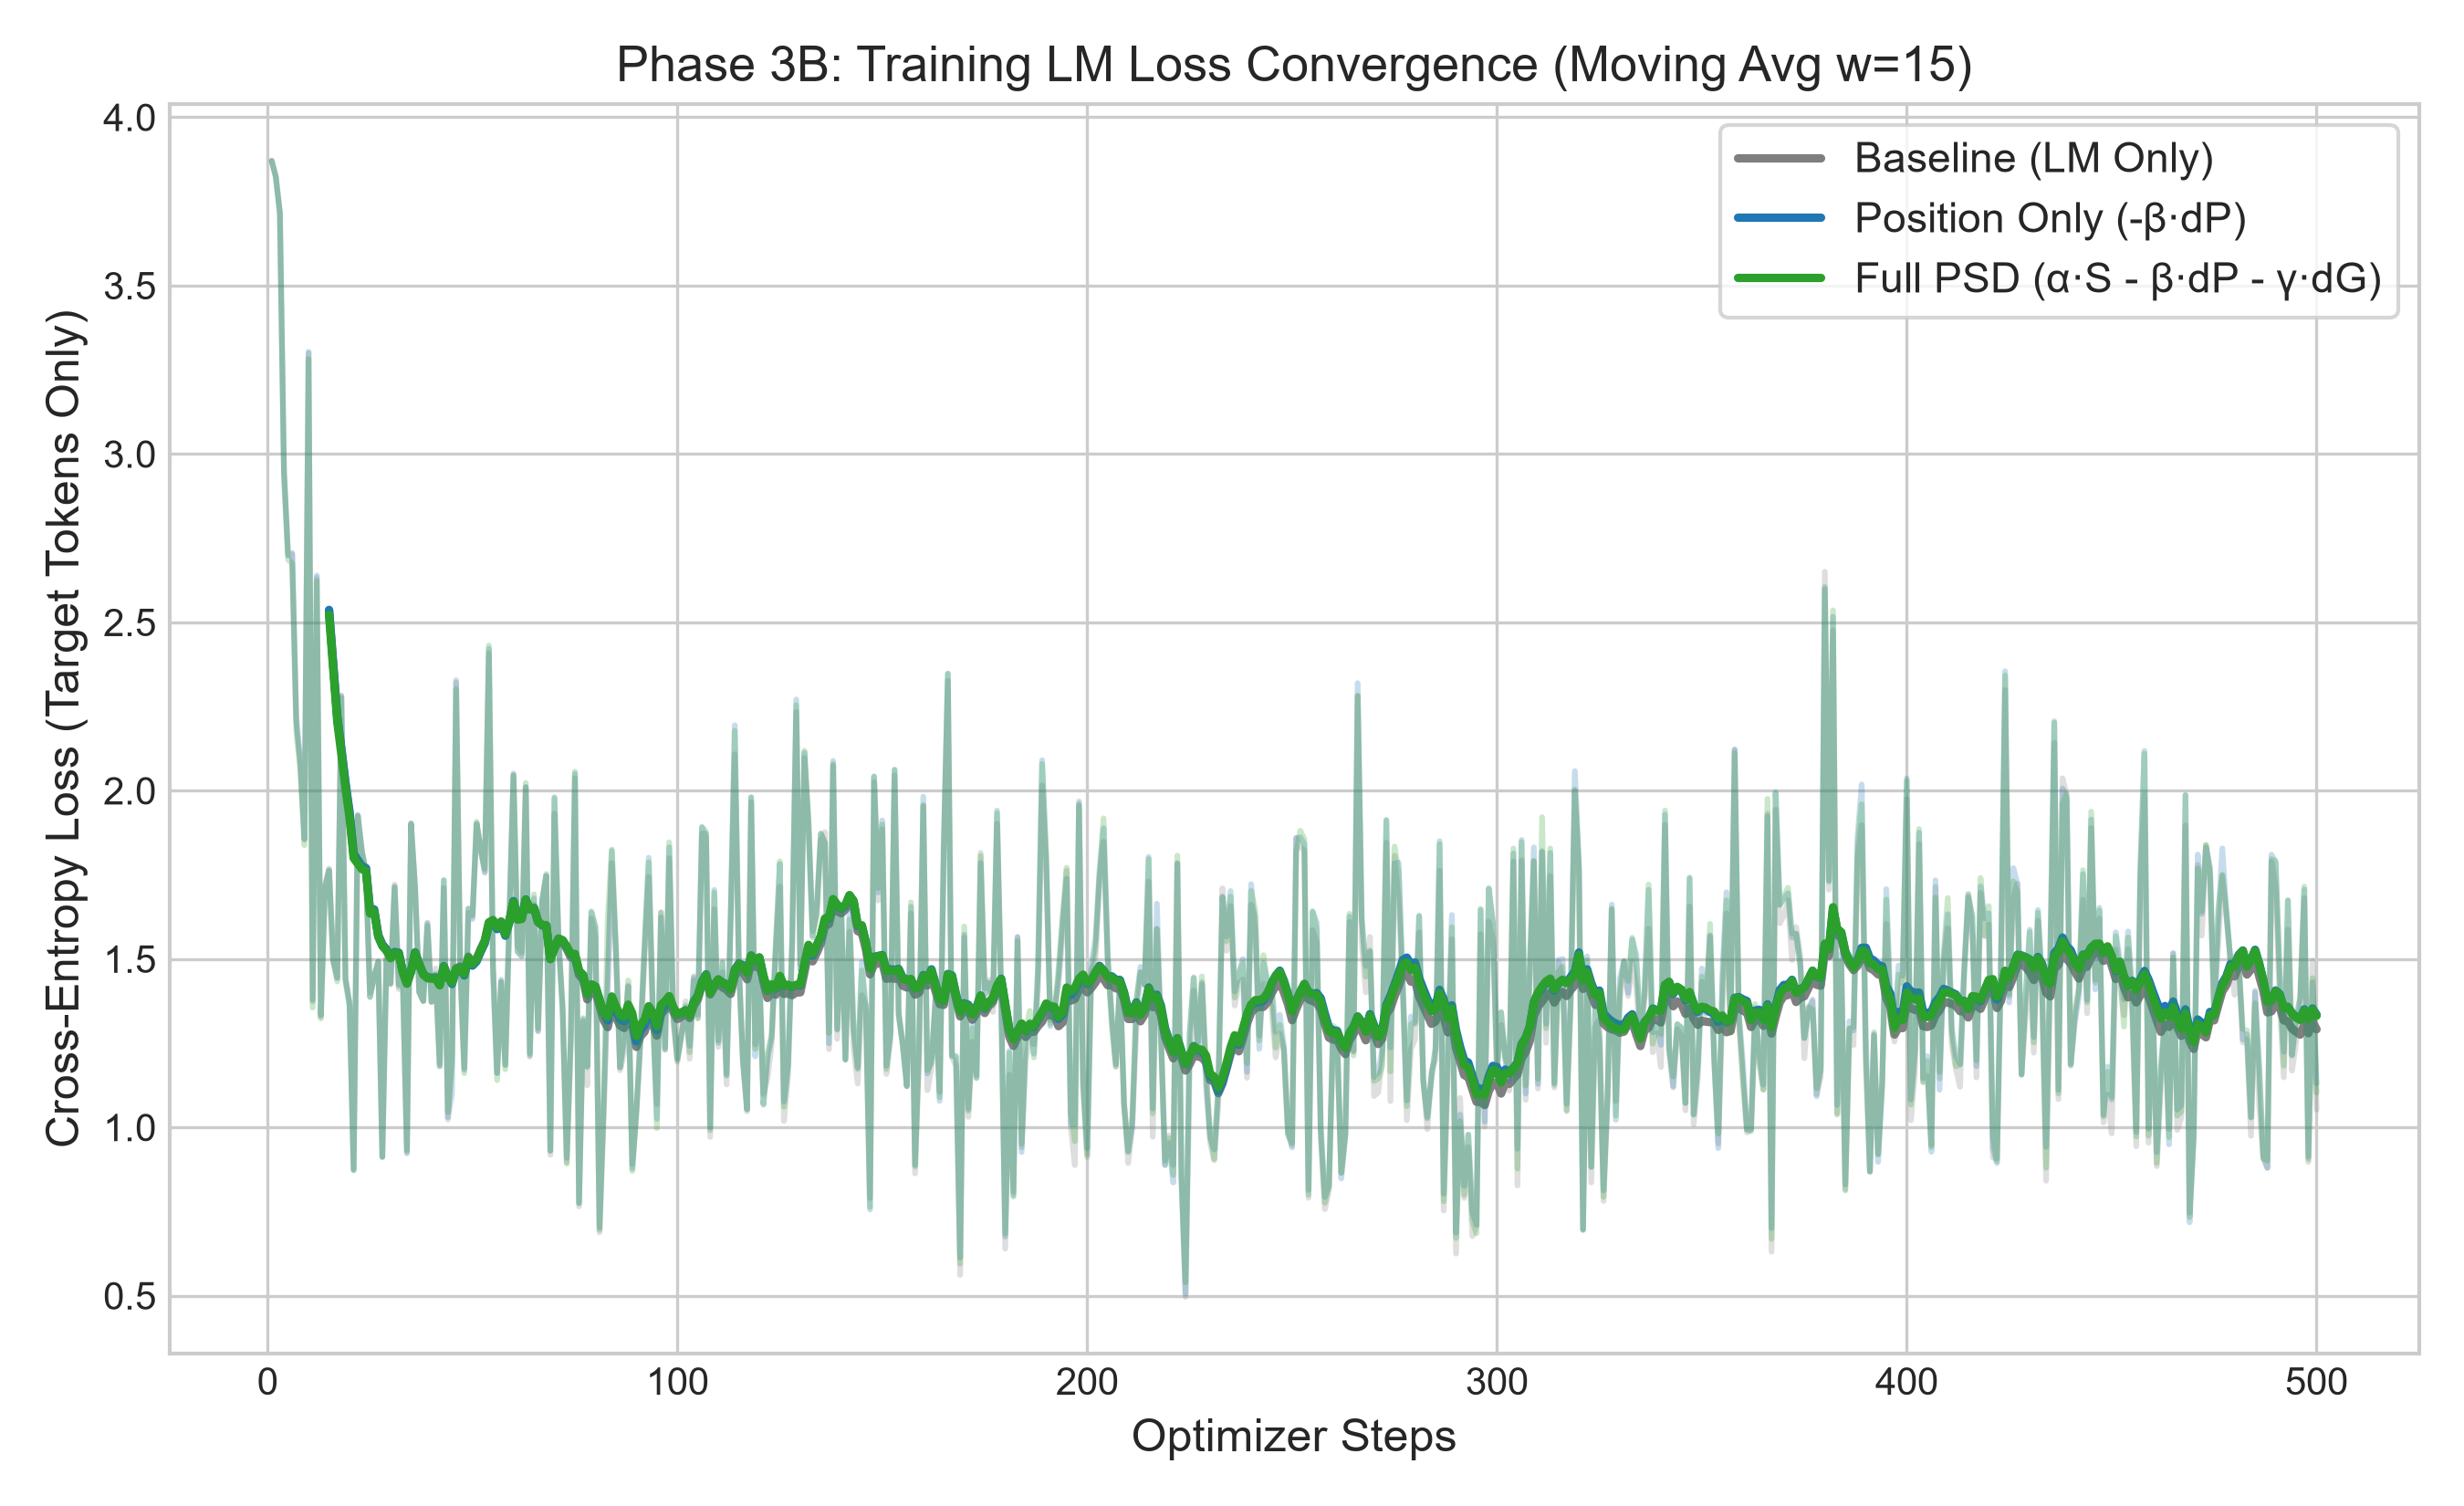 Phase 3B: Training LM Loss Convergence (Moving Avg w=15)
Cross-Entropy Loss (Target Tokens Only)
4.0
3.5
3.0
2.5
2.0
1.5
1.0
0.5
Baseline (LM Only)
Position Only (-β·dP)
Full PSD (α·S - β·dP - γ·dG)
0
100
200
300
400
500
Optimizer Steps